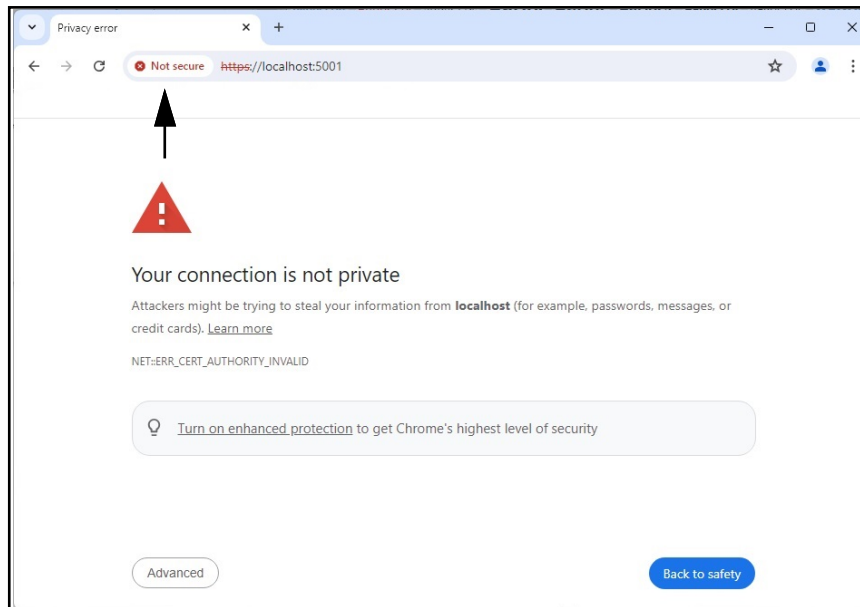 Privacy error
Not secure https://localhost:5001
Your connection is not private
Attackers might be trying to steal your information from localhost (for example, passwords, messages, or
credit cards). Learn more
NET::ERR_CERT_AUTHORITY_INVALID
Turn on enhanced protection to get Chrome's highest level of security
Advanced
Back to safety